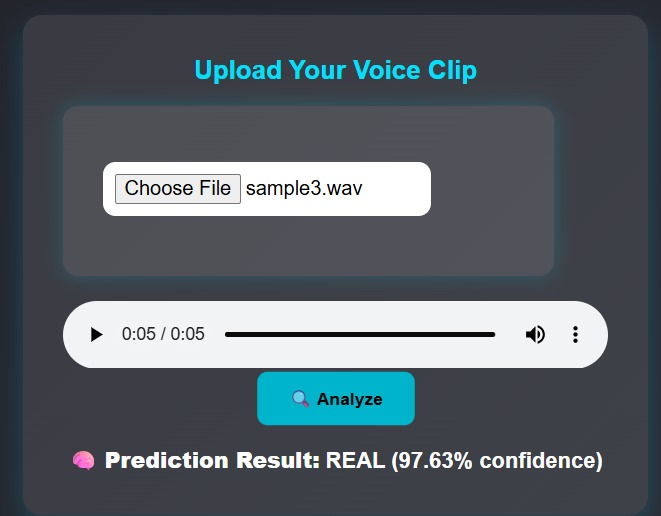 Upload Your Voice Clip
Choose File sample3.wav
0:05 / 0:05
Analyze
Prediction Result: REAL (97.63% confidence)